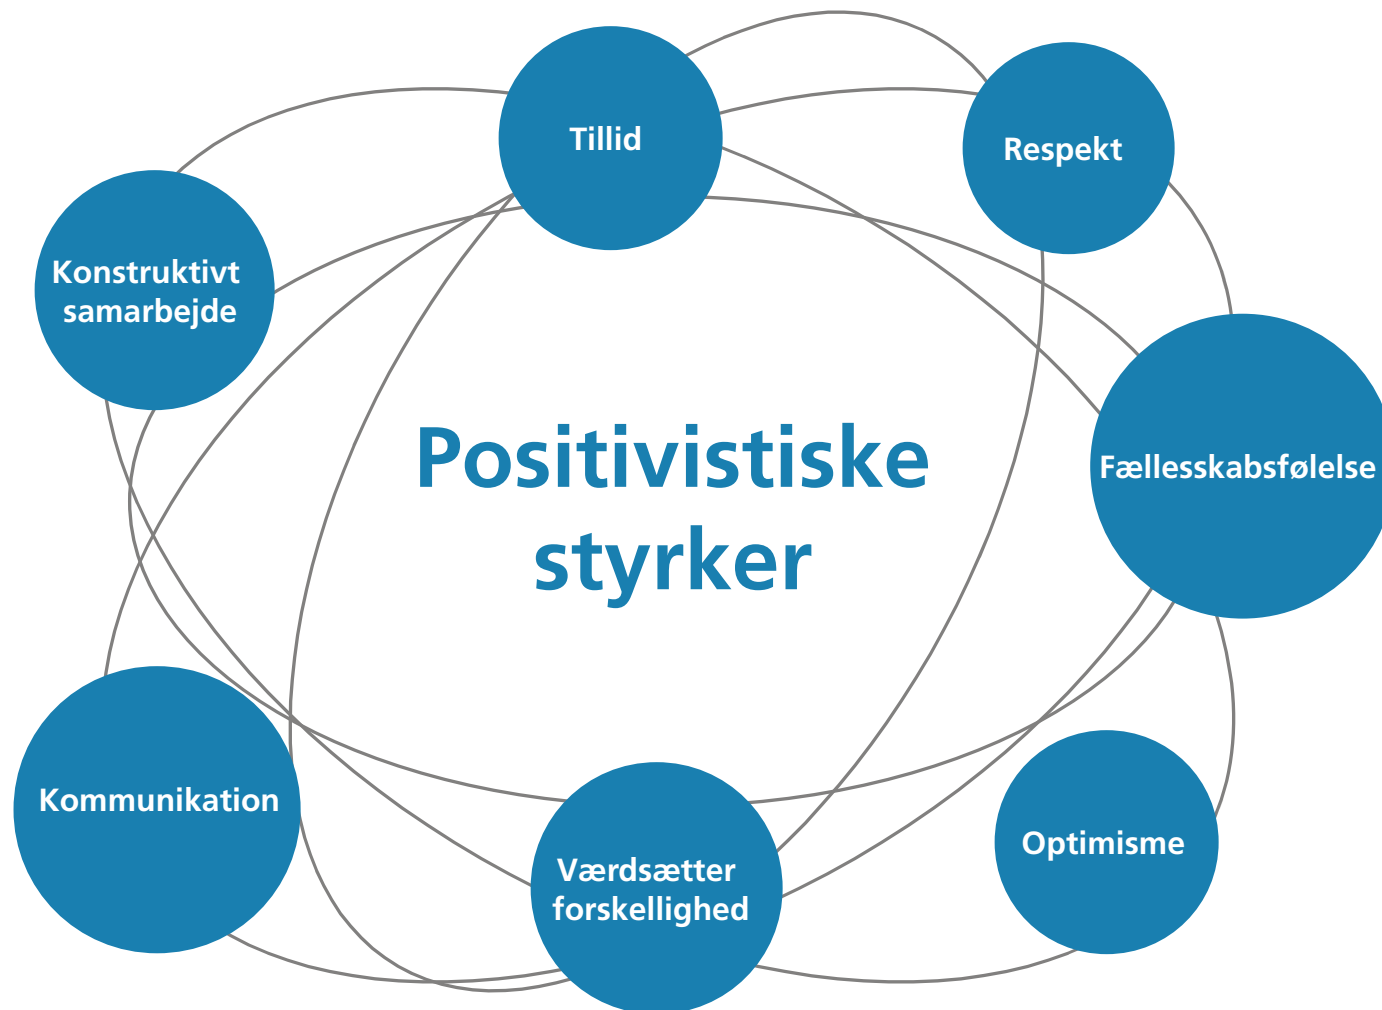 Tillid
Respekt
Konstruktivt
samarbejde
Positivistiske
styrker
Fællesskabsfølelse
Kommunikation
Værdsætter
forskellighed
Optimisme